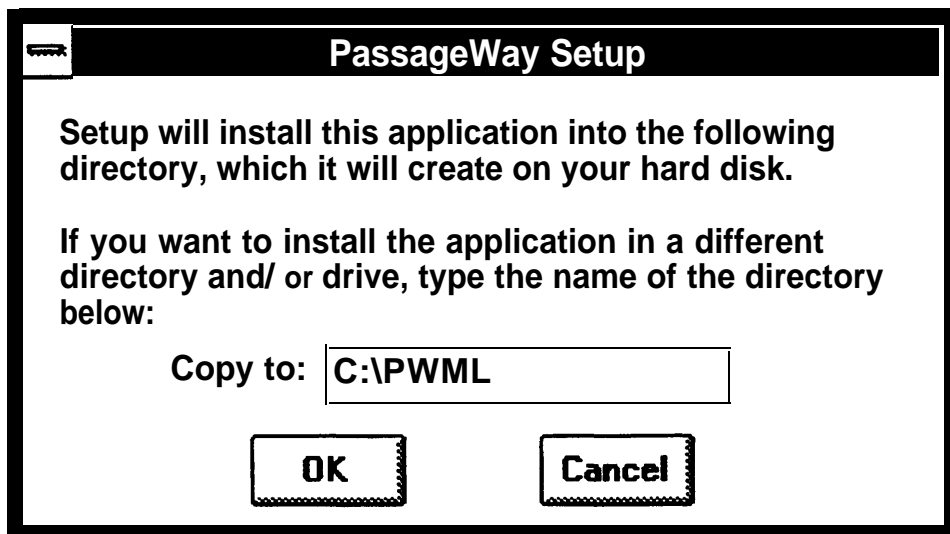 PassageWay Setup
Setup will install this application into the following
directory, which it will create on your hard disk.
If you want to install the application in a different
directory and/ or drive, type the name of the directory
below:
Copy to: C:\PWML
OK Cancel